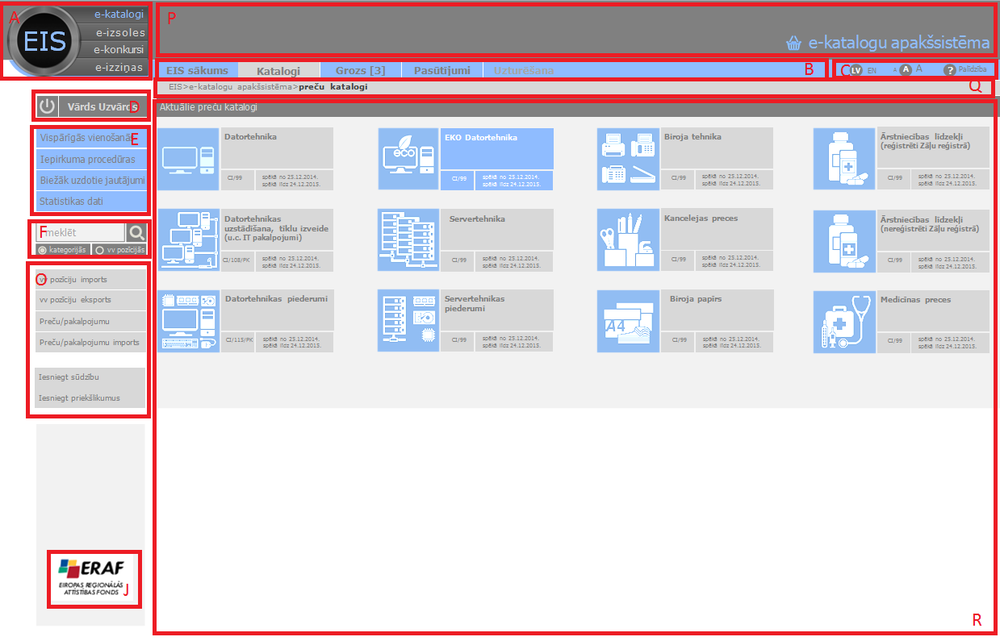 A
e-katalogi
EIS
e-izsoles
e-konkursi
e-izziņas
P
e-katalogu apakšsistēma
EIS sākums
Katalogi
Grozs [3]
Pasūtījumi
Uzturēšana
B
C
LV
EN
A
A
A
?
Palīdzība
EIS>e-katalogu apakšsistēma>preču katalogi
Q
Vārds Uzvārds
D
Vispārīgās vienošanās
E
Iepirkuma procedūras
Biežāk uzdotie jautājumi
Statistikas dati
F
meklēt
kategorijās
vv pozīcijās
O
vv pozīciju imports
vv pozīciju eksports
Preču/pakalpojumu
Preču/pakalpojumu imports
Iesniegt sūdzību
Iesniegt priekšlikumus
ERAF
EIROPAS REGIONĀLĀS
ATTĪSTĪBAS FONDS
J
Aktuālie preču katalogi
Datortehnika
CI/99
spēkā no 25.12.2014.
spēkā līdz 24.12.2015.
eco
EKO Datortehnika
CI/99
spēkā no 25.12.2014.
spēkā līdz 24.12.2015.
Biroja tehnika
CI/99
spēkā no 25.12.2014.
spēkā līdz 24.12.2015.
Ārstniecības līdzekļi
(reģistrēti Zāļu reģistrā)
CI/99
spēkā no 25.12.2014.
spēkā līdz 24.12.2015.
Datortehnikas
uzstādīšana, tīklu izveide
(u.c. IT pakalpojumi)
CI/108/PK
spēkā no 25.12.2014.
spēkā līdz 24.12.2015.
Servertehnika
CI/99
spēkā no 25.12.2014.
spēkā līdz 24.12.2015.
Kancelejas preces
CI/99
spēkā no 25.12.2014.
spēkā līdz 24.12.2015.
Ārstniecības līdzekļi
(nereģistrēti Zāļu reģistrā)
CI/99
spēkā no 25.12.2014.
spēkā līdz 24.12.2015.
Datortehnikas piederumi
CI/115/PK
spēkā no 25.12.2014.
spēkā līdz 24.12.2015.
Servertehnikas
piederumi
CI/99
spēkā no 25.12.2014.
spēkā līdz 24.12.2015.
A4
Biroja papīrs
CI/99
spēkā no 25.12.2014.
spēkā līdz 24.12.2015.
Medicīnas preces
CI/99
spēkā no 25.12.2014.
spēkā līdz 24.12.2015.
R